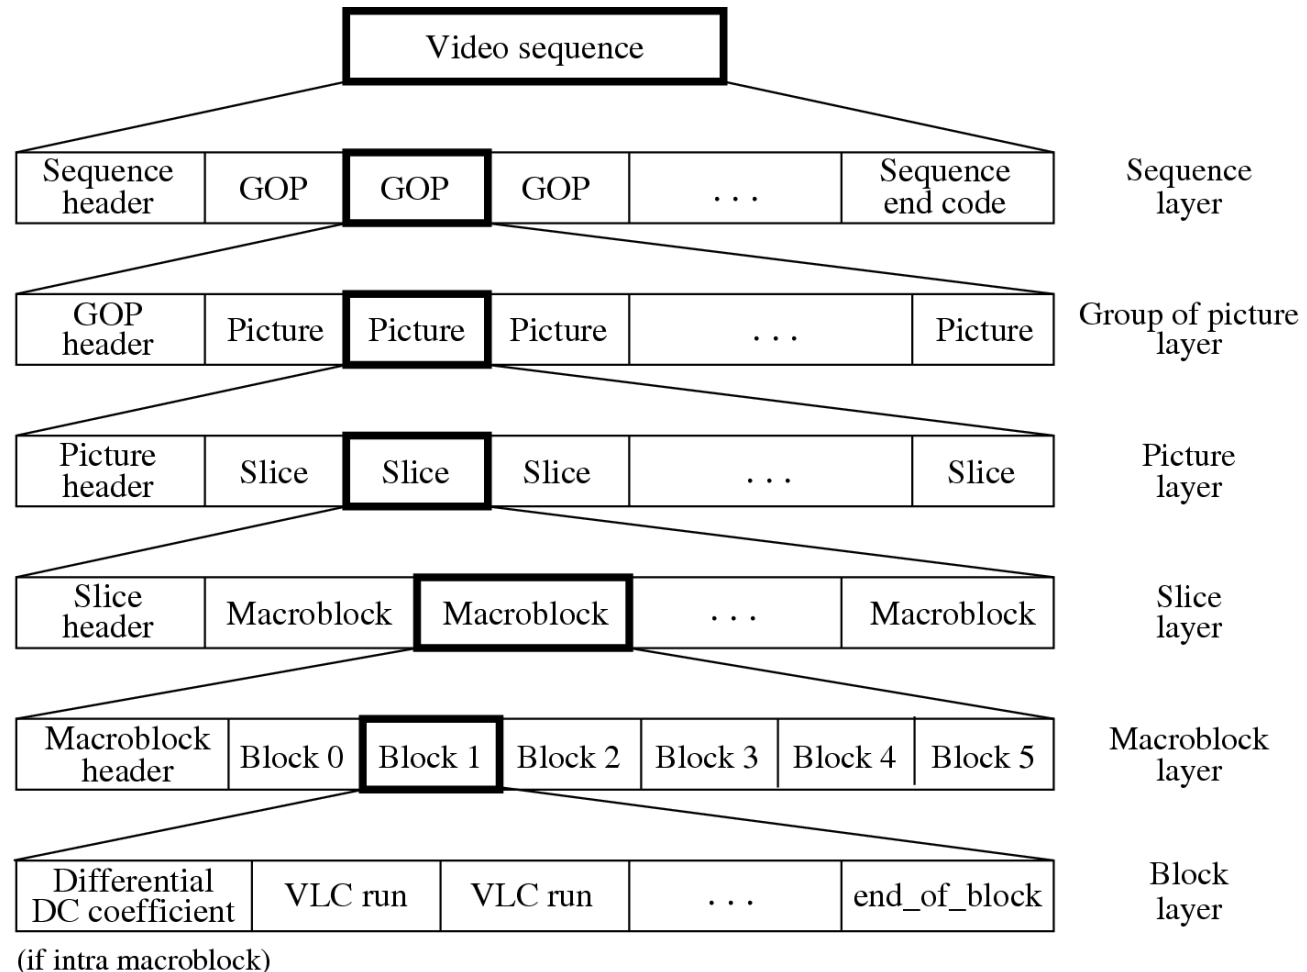 Video sequence
Sequence header GOP GOP GOP . . . Sequence end code Sequence layer
GOP header Picture Picture Picture . . . Picture Group of picture layer
Picture header Slice Slice Slice . . . Slice Picture layer
Slice header Macroblock Macroblock . . . Macroblock Slice layer
Macroblock header Block 0 Block 1 Block 2 Block 3 Block 4 Block 5 Macroblock layer
Differential DC coefficient VLC run VLC run . . . end_of_block Block layer
(if intra macroblock)